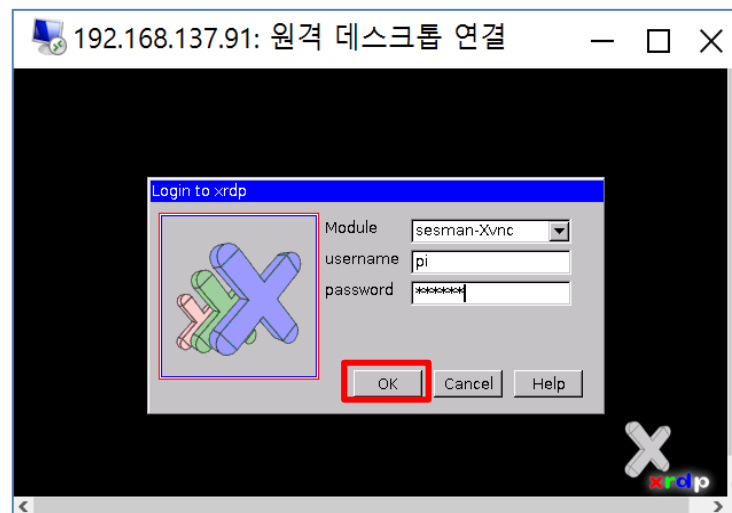 192.168.137.91: 원격 데스크톱 연결
Login to xrdp
Module sesman-Xvnc
username pi
password ******
OK Cancel Help
xrdp